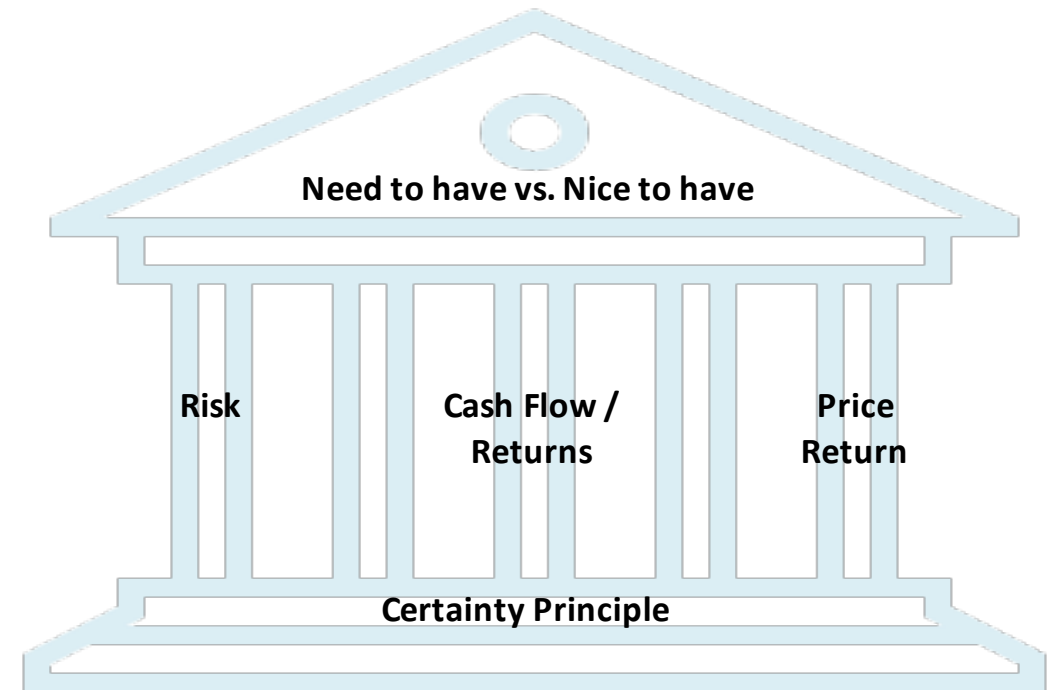 Need to have vs. Nice to have
Risk
Cash Flow /
Returns
Price
Return
Certainty Principle